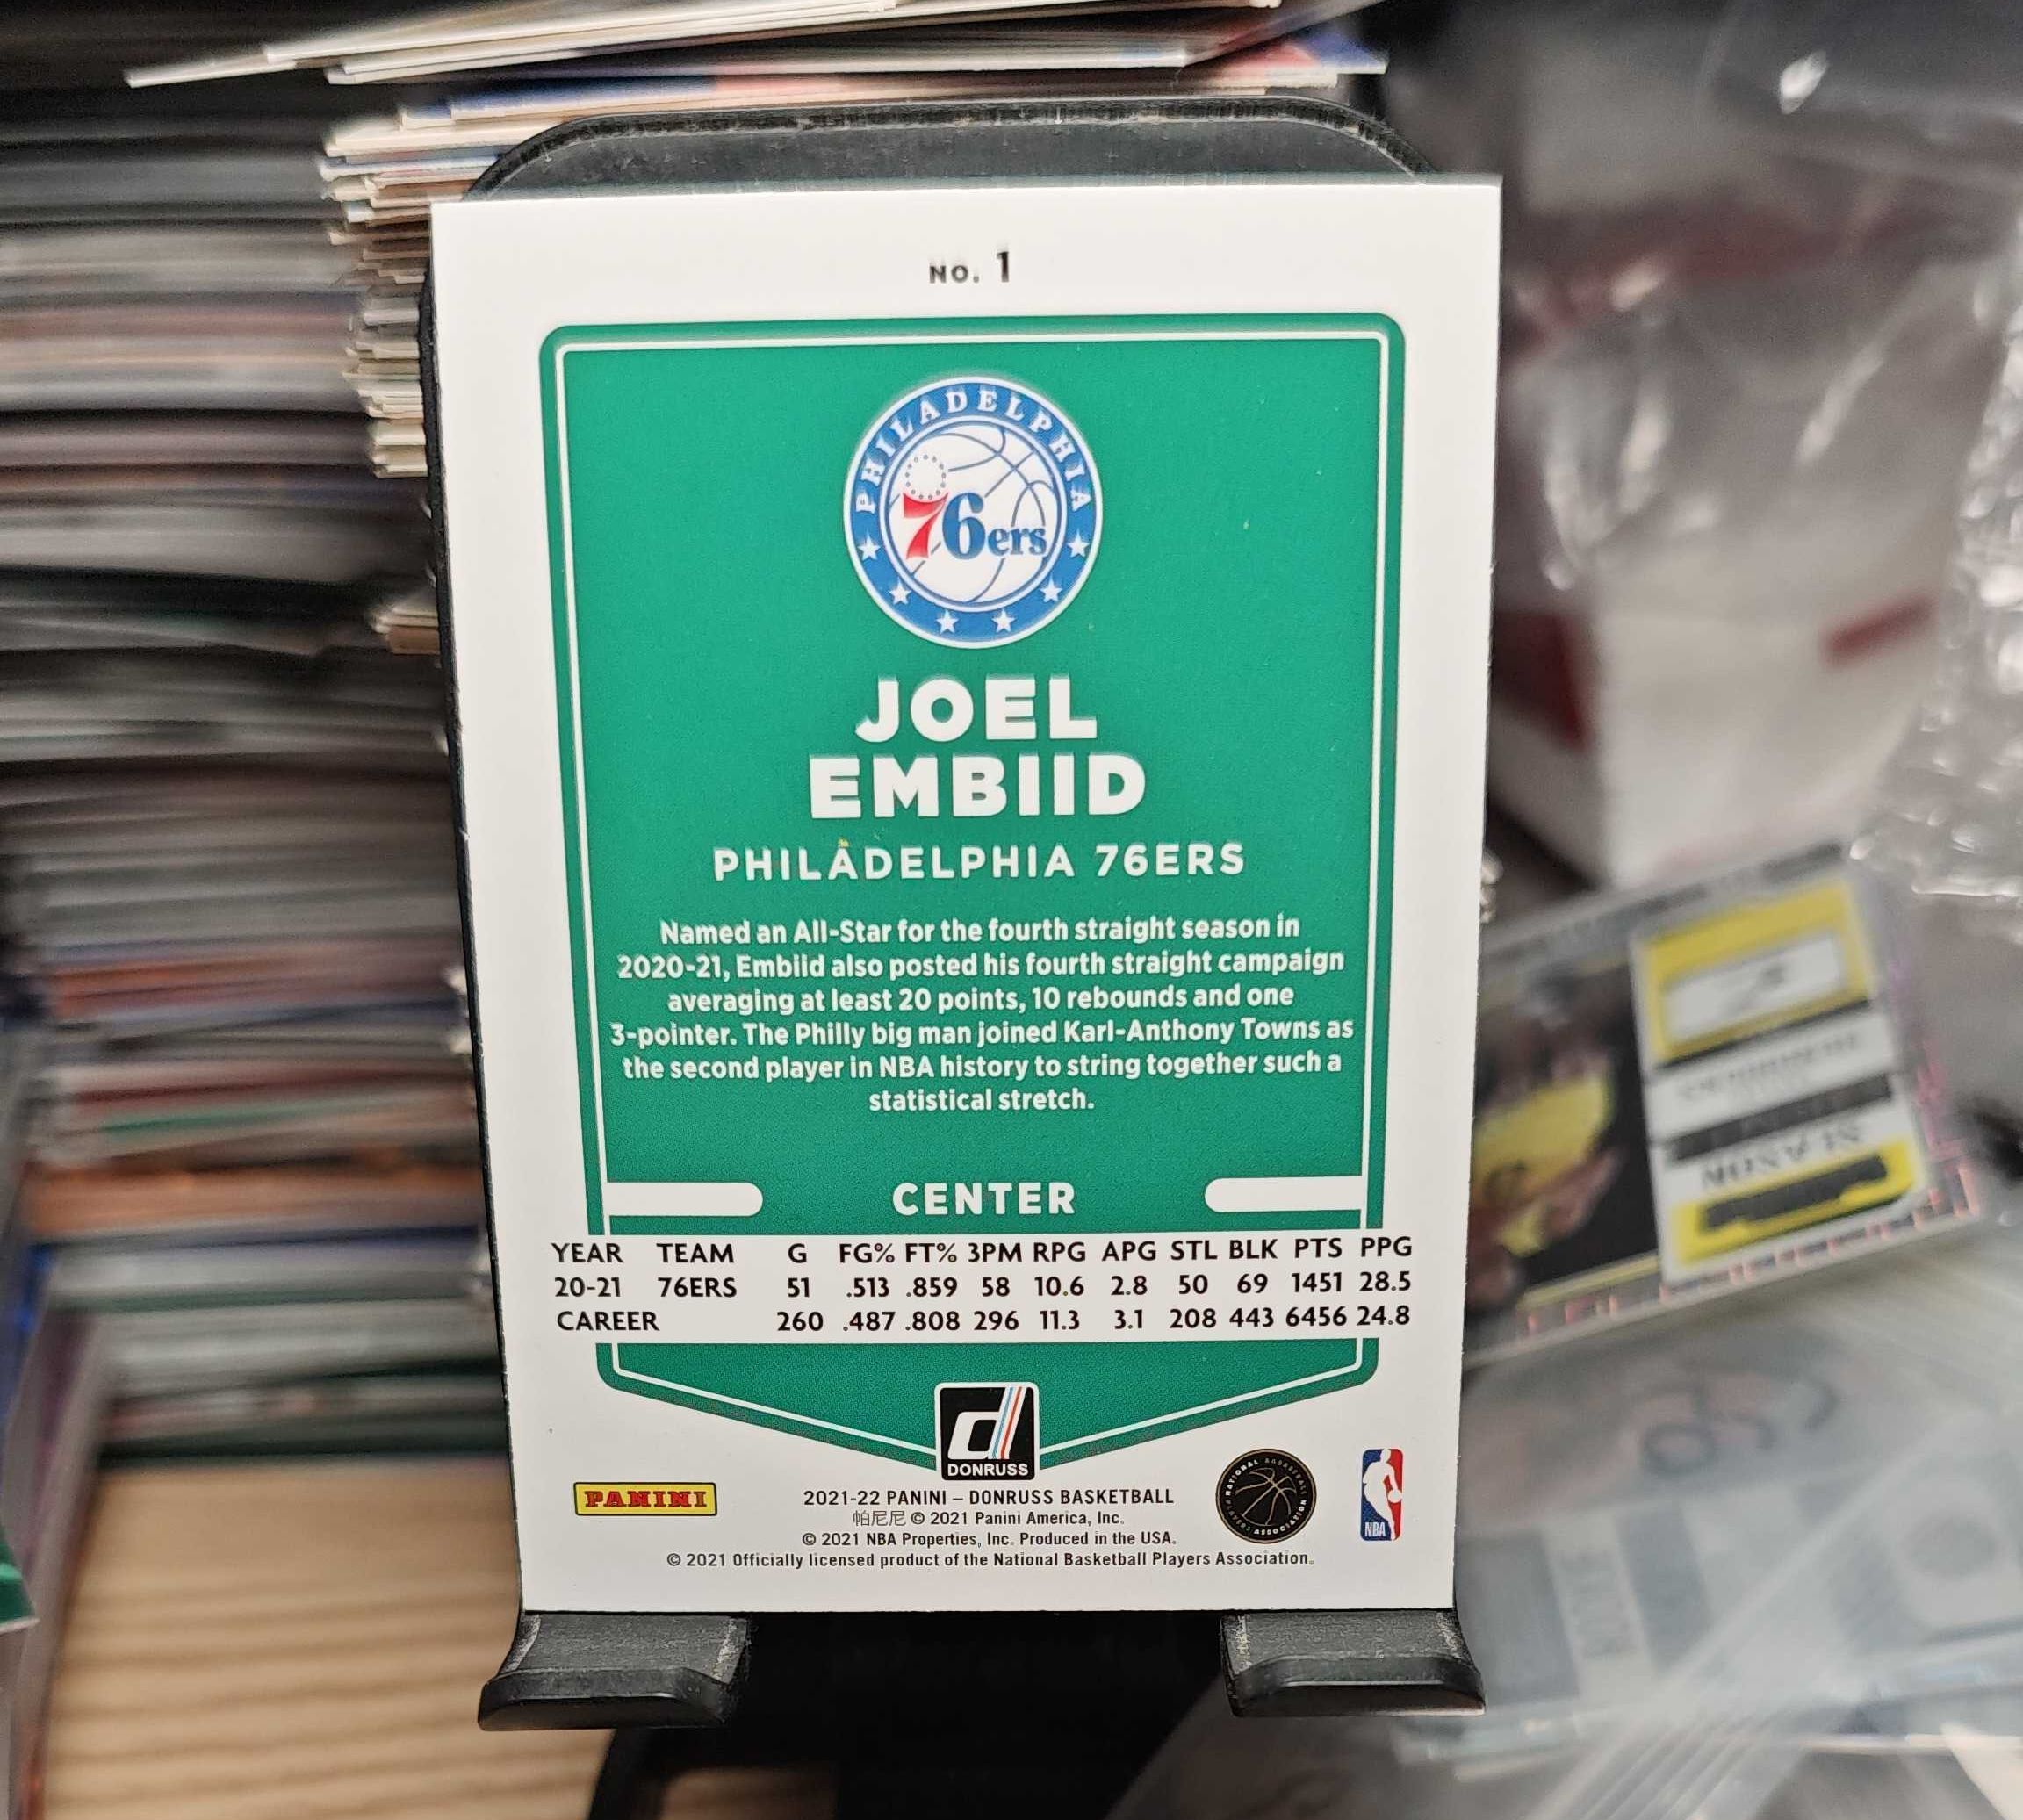 NO. 1
PHILADELPHIA
76ers
JOEL
EMBIID
PHILADELPHIA 76ERS
Named an All-Star for the fourth straight season in
2020-21, Embiid also posted his fourth straight campaign
averaging at least 20 points, 10 rebounds and one
3-pointer. The Philly big man joined Karl-Anthony Towns as
the second player in NBA history to string together such a
statistical stretch.
CENTER
YEAR TEAM G FG% FT% 3PM RPG APG STL BLK PTS PPG
20-21 76ERS 51 .513 .859 58 10.6 2.8 50 69 1451 28.5
CAREER 260 .487 .808 296 11.3 3.1 208 443 6456 24.8
d
DONRUSS
PANINI
2021-22 PANINI – DONRUSS BASKETBALL
帕尼尼 © 2021 Panini America, Inc.
© 2021 NBA Properties, Inc. Produced in the USA.
© 2021 Officially licensed product of the National Basketball Players Association.
NATIONAL BASKETBALL PLAYERS ASSOCIATION
NBA